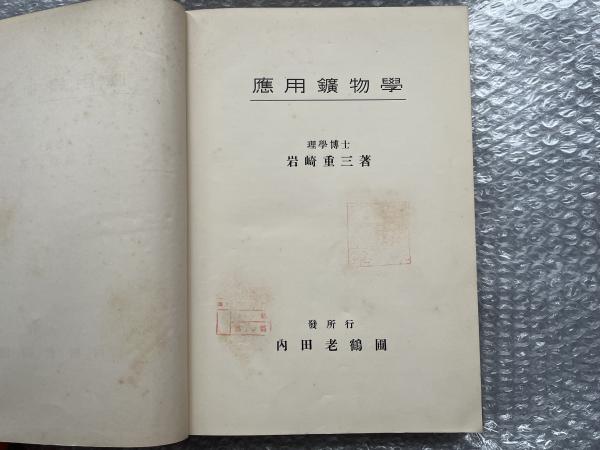 應用鑛物學
理學博士
岩崎重三著
發所行
內田老鶴圃